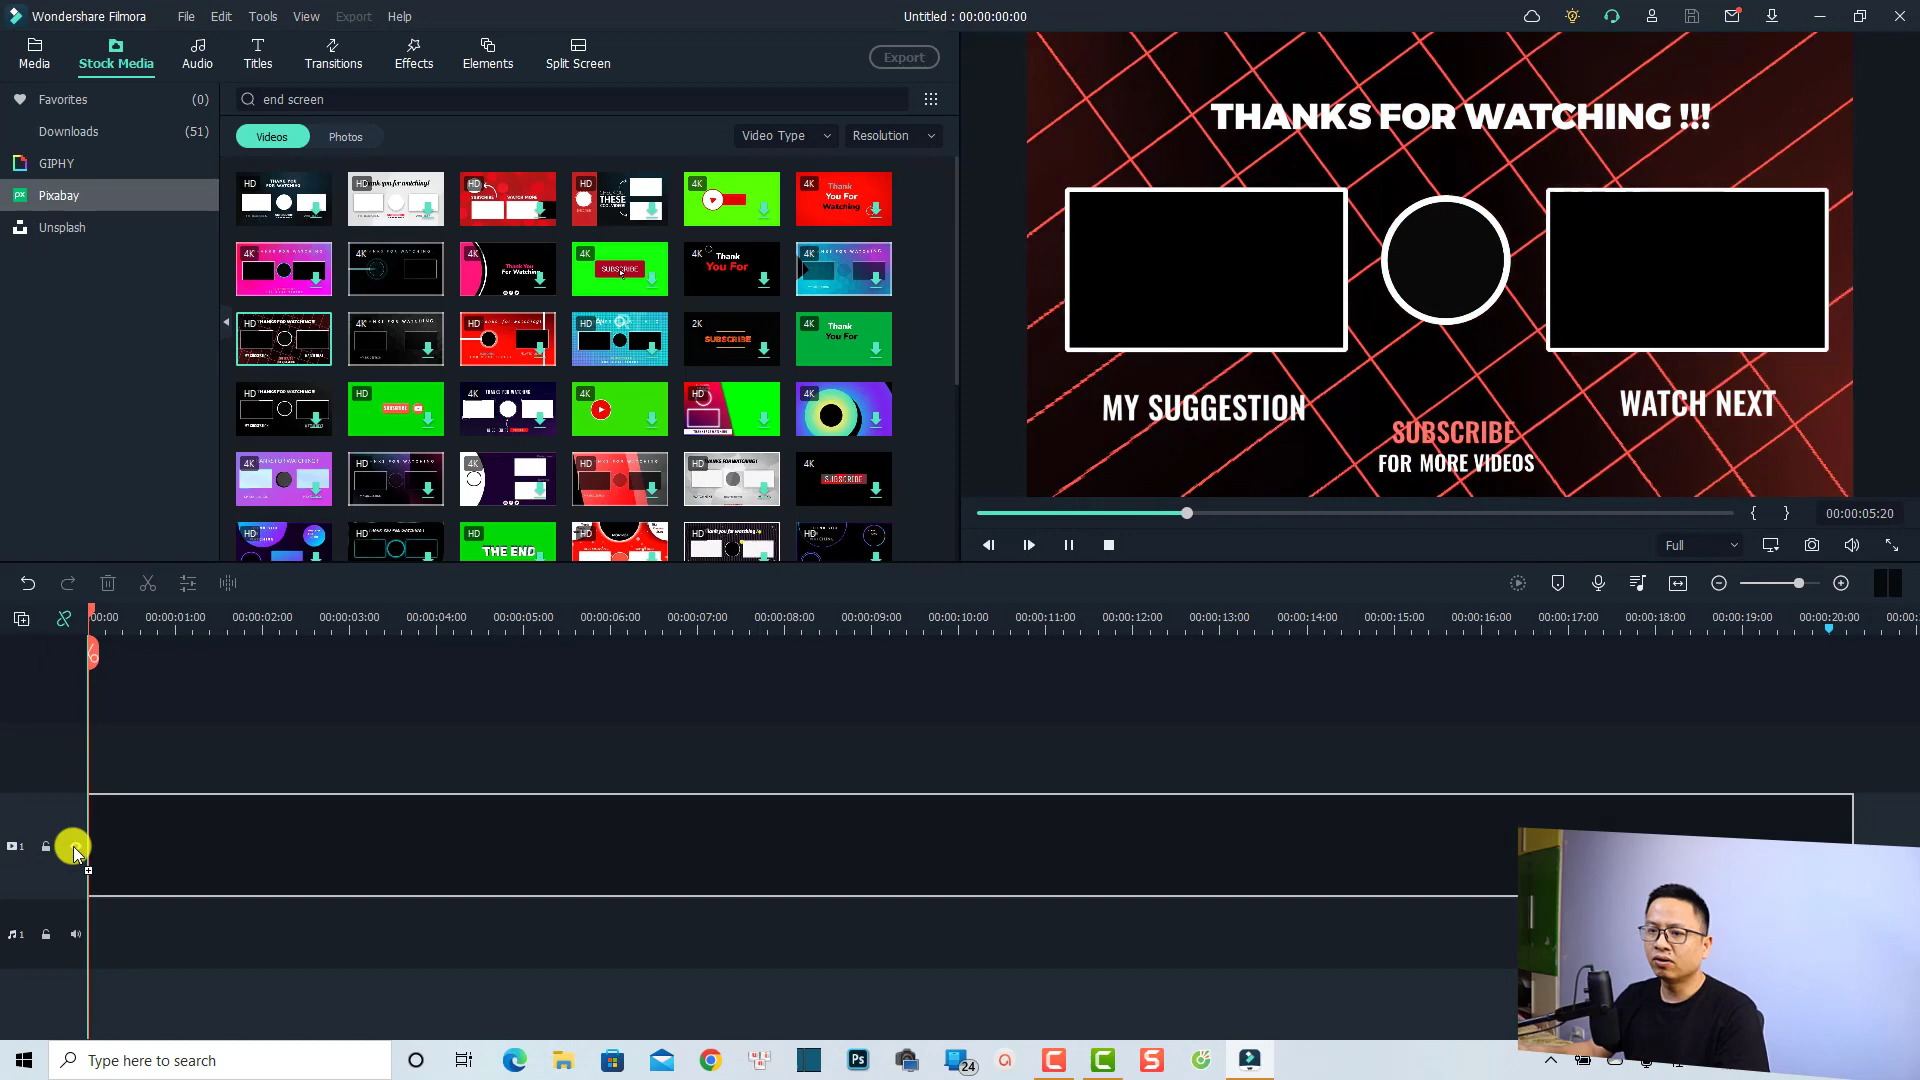 Wondershare Filmora File Edit Tools View Export Help
Untitled : 00:00:00:00
Media Stock Media Audio Titles Transitions Effects Elements Split Screen
Export
Favorites (0)
Downloads (51)
GIPHY
Pixabay
Unsplash
end screen
Videos Photos
Video Type Resolution
THANKS FOR WATCHING !!!
MY SUGGESTION
WATCH NEXT
SUBSCRIBE
FOR MORE VIDEOS
00:00:05:20
Full
00:00 00:00:01:00 00:00:02:00 00:00:03:00 00:00:04:00 00:00:05:00 00:00:06:00 00:00:07:00 00:00:08:00 00:00:09:00 00:00:10:00 00:00:11:00 00:00:12:00 00:00:13:00 00:00:14:00 00:00:15:00 00:00:16:00 00:00:17:00 00:00:18:00 00:00:19:00 00:00:20:00 00:00
1
1
Type here to search
24